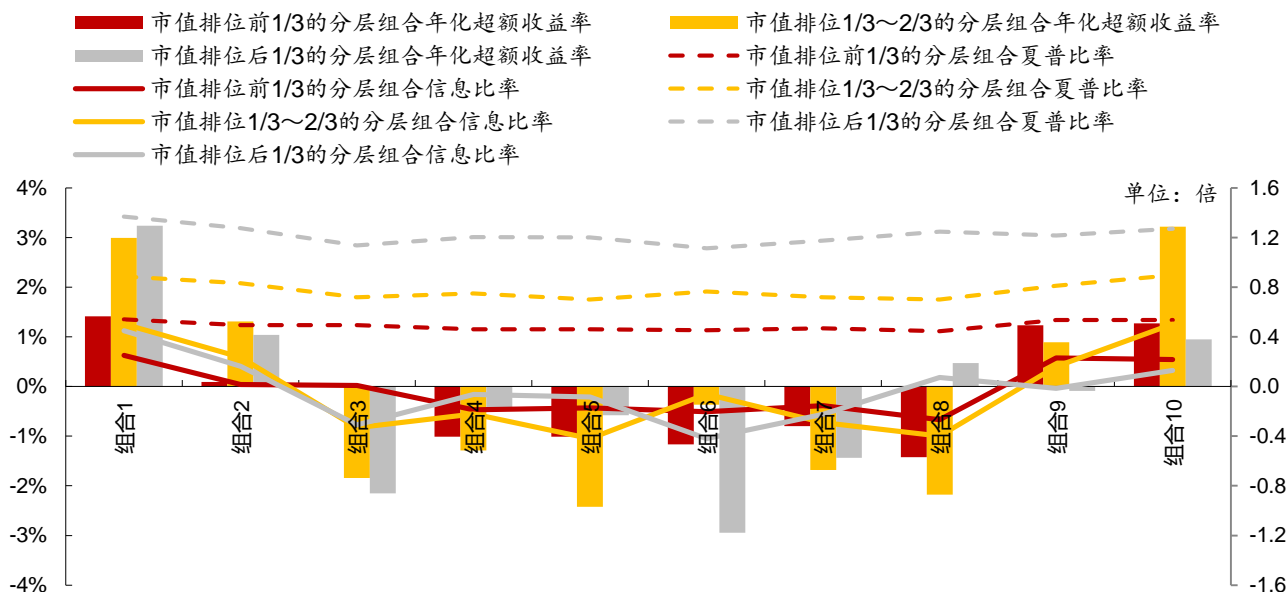 市值排位前1/3的分层组合年化超额收益率
市值排位1/3～2/3的分层组合年化超额收益率
市值排位后1/3的分层组合年化超额收益率
市值排位前1/3的分层组合夏普比率
市值排位前1/3的分层组合信息比率
市值排位1/3～2/3的分层组合夏普比率
市值排位1/3～2/3的分层组合信息比率
市值排位后1/3的分层组合夏普比率
市值排位后1/3的分层组合信息比率
单位：倍
4%
3%
2%
1%
0%
-1%
-2%
-3%
-4%
1.6
1.2
0.8
0.4
0.0
-0.4
-0.8
-1.2
-1.6
组合1
组合2
组合3
组合4
组合5
组合6
组合7
组合8
组合9
组合10